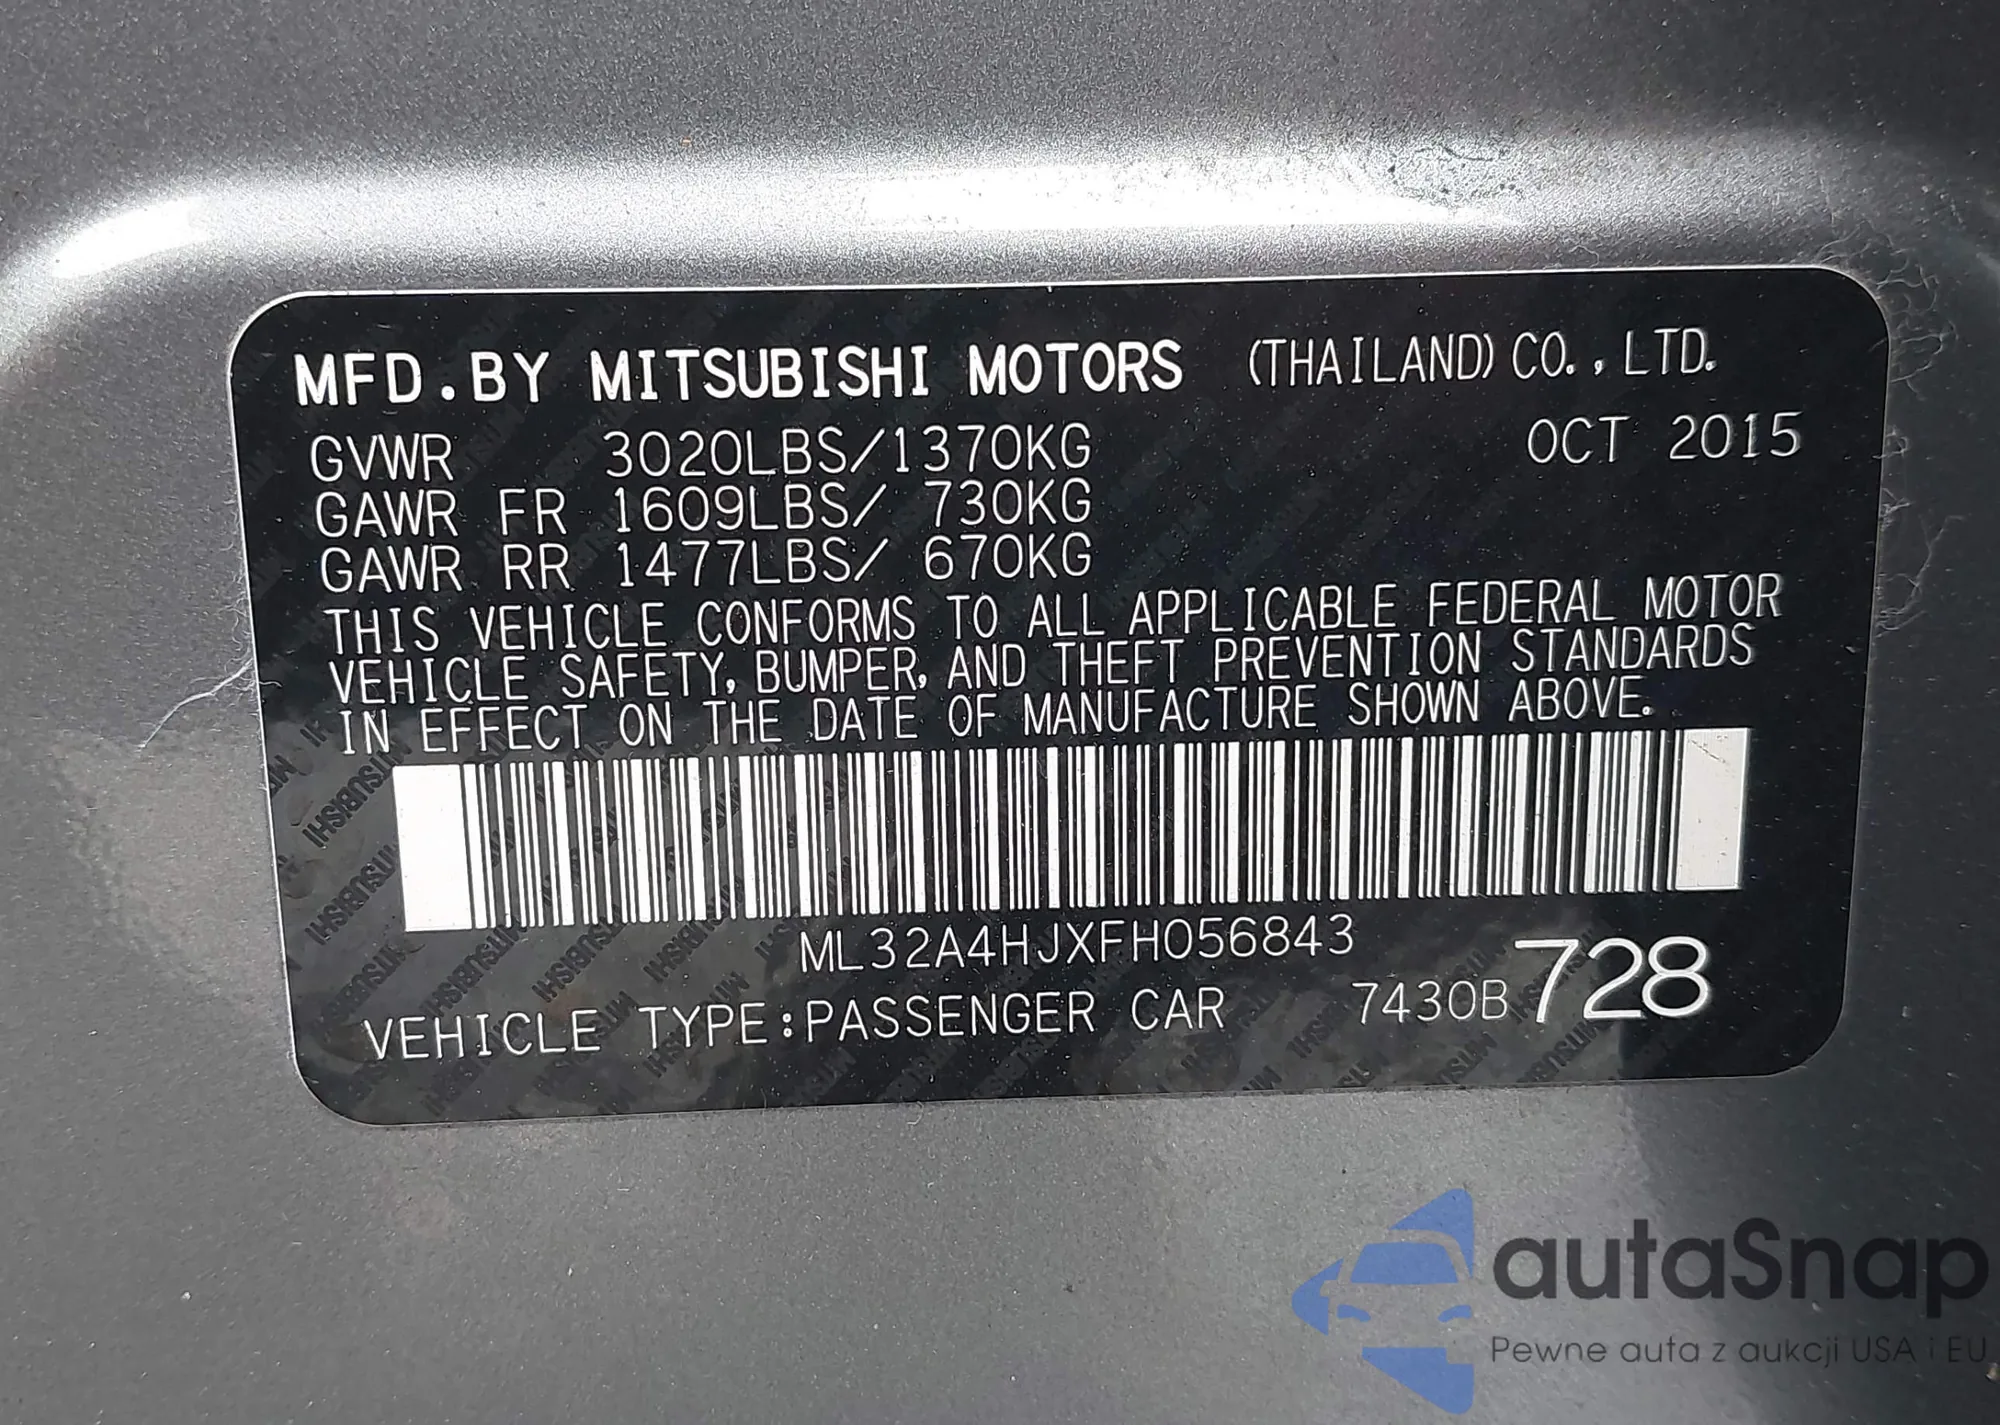 MFD.BY MITSUBISHI MOTORS (THAILAND) CO.,LTD.
GVWR 3020LBS/1370KG OCT 2015
GAWR FR 1609LBS/ 730KG
GAWR RR 1477LBS/ 670KG
THIS VEHICLE CONFORMS TO ALL APPLICABLE FEDERAL MOTOR
VEHICLE SAFETY, BUMPER, AND THEFT PREVENTION STANDARDS
IN EFFECT ON THE DATE OF MANUFACTURE SHOWN ABOVE.
ML32A4HJXFH056843
VEHICLE TYPE:PASSENGER CAR 7430B 728
autaSnap
Pewne auta z aukcji USA i EU